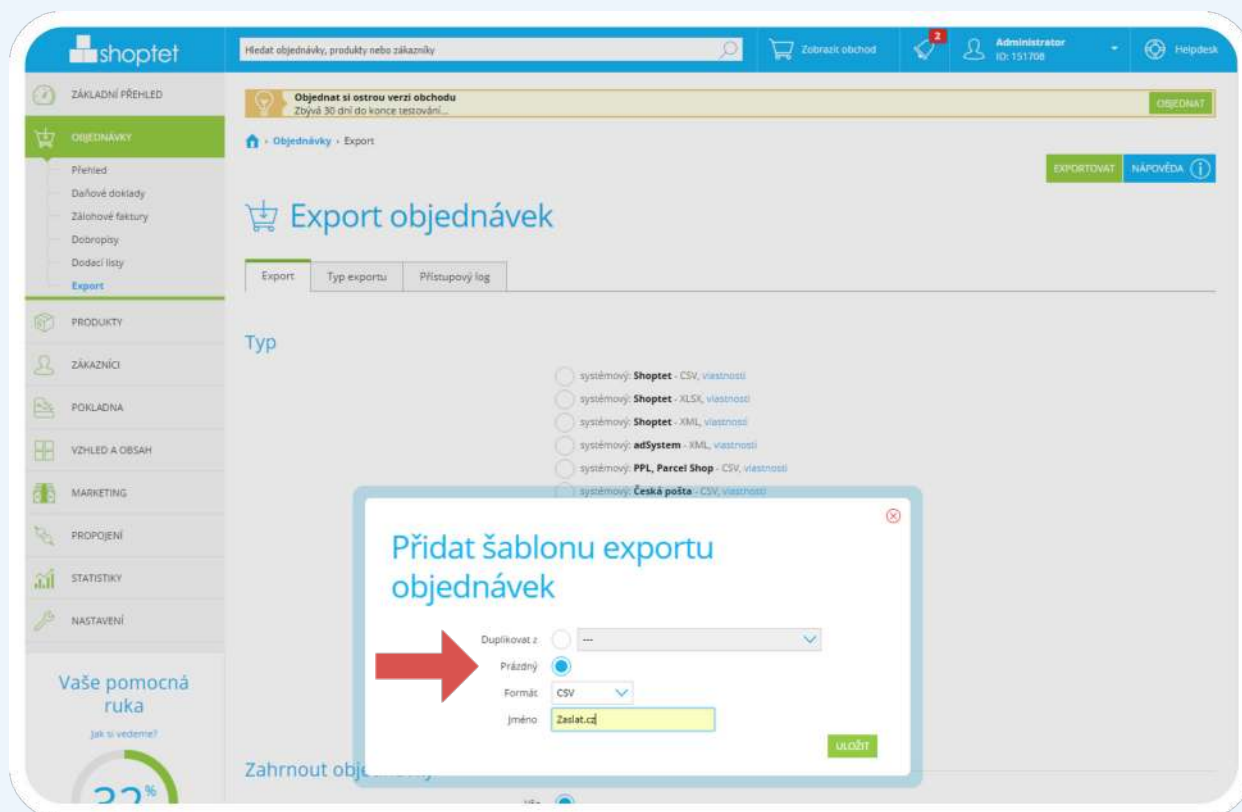 shoptet
Hledat objednávky, produkty nebo zákazníky
Zobrazit obchod
2
Administrator
ID: 151708
Helpdesk
ZÁKLADNÍ PŘEHLED
Objednat si ostrou verzi obchodu
Zbývá 30 dní do konce testování...
OBJEDNAT
OBJEDNÁVKY
Objednávky › Export
Přehled
Daňové doklady
Zálohové faktury
Dobropisy
Dodací listy
Export
EXPORTOVAT
NÁPOVĚDA
Export objednávek
Export
Typ exportu
Přístupový log
PRODUKTY
ZÁKAZNÍCI
POKLADNA
VZHLED A OBSAH
MARKETING
PROPOJENÍ
STATISTIKY
NASTAVENÍ
Typ
systémový: Shoptet - CSV, vlastnosti
systémový: Shoptet - XLSX, vlastnosti
systémový: Shoptet - XML, vlastnosti
systémový: adSystem - XML, vlastnosti
systémový: PPL, Parcel Shop - CSV, vlastnosti
systémový: Česká pošta - CSV, vlastnosti
Přidat šablonu exportu
objednávek
Duplikovat z
---
Prázdný
Formát
CSV
Jméno
Zaslat.cz
ULOŽIT
Vaše pomocná
ruka
Jak si vedeme?
32%
Zahrnout